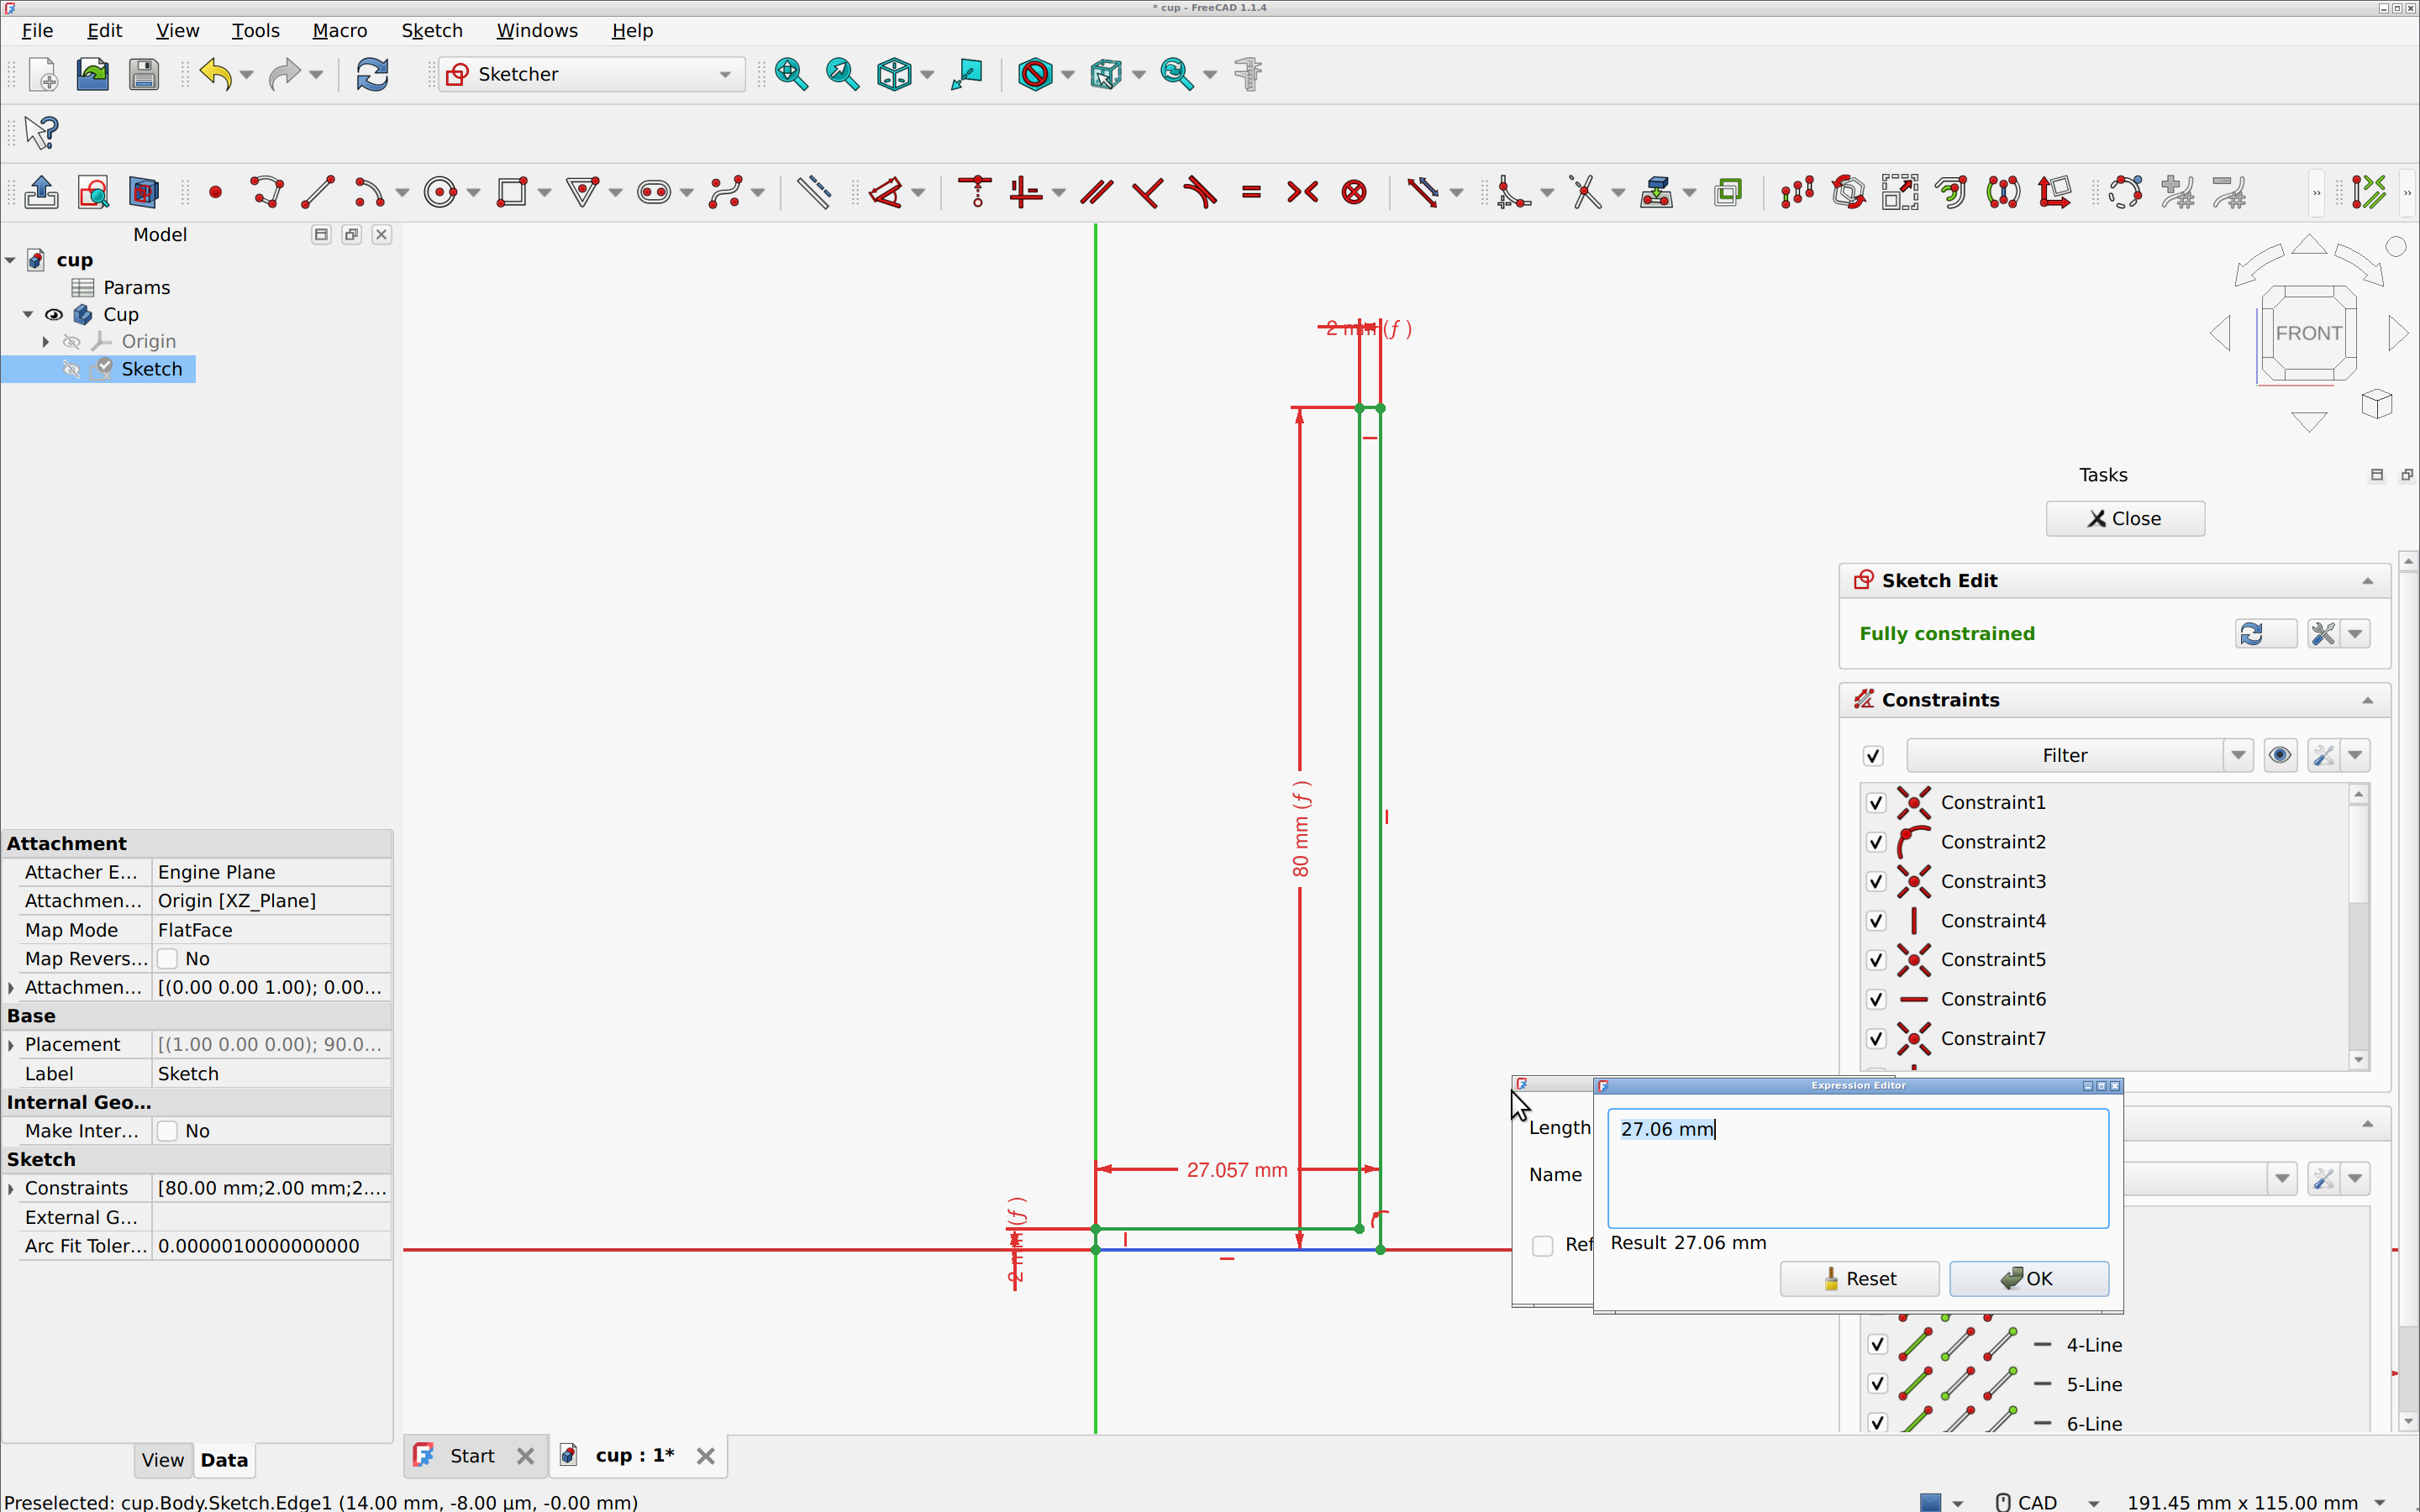 * cup - FreeCAD 1.1.4
File Edit View Tools Macro Sketch Windows Help
Sketcher
Model
cup
Params
Cup
Origin
Sketch
2 mm (ƒ )
FRONT
Tasks
Close
Sketch Edit
Fully constrained
Constraints
Filter
Constraint1
Constraint2
Constraint3
Constraint4
Constraint5
Constraint6
Constraint7
80 mm (ƒ )
27.057 mm
2 mm (ƒ )
Attachment
Attacher E... Engine Plane
Attachmen... Origin [XZ_Plane]
Map Mode FlatFace
Map Revers... No
Attachmen... [(0.00 0.00 1.00); 0.00...
Base
Placement [(1.00 0.00 0.00); 90.0...
Label Sketch
Internal Geo...
Make Inter... No
Sketch
Constraints [80.00 mm;2.00 mm;2....
External G...
Arc Fit Toler... 0.0000010000000000
Length
Name
Ref
Expression Editor
27.06 mm
Result 27.06 mm
Reset OK
4-Line
5-Line
6-Line
View Data
Start
cup : 1*
Preselected: cup.Body.Sketch.Edge1 (14.00 mm, -8.00 µm, -0.00 mm)
CAD
191.45 mm x 115.00 mm